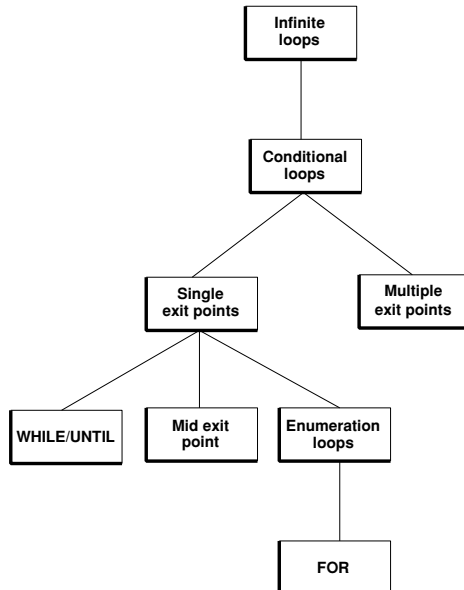 Infinite
loops
Conditional
loops
Single
exit points
Multiple
exit points
WHILE/UNTIL
Mid exit
point
Enumeration
loops
FOR